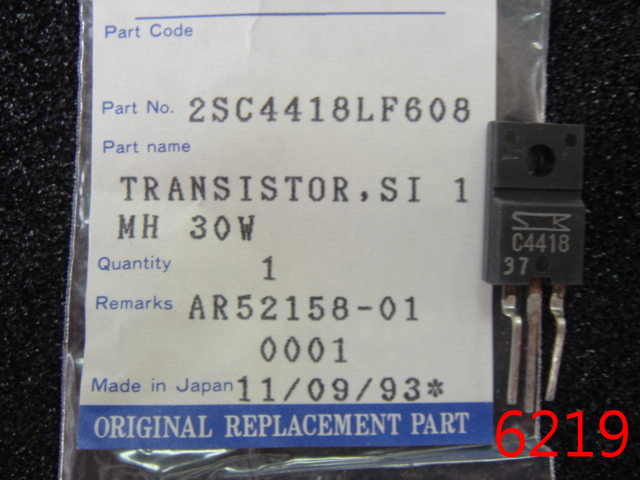 Part Code
Part No. 2SC4418LF608
Part name
TRANSISTOR,SI 1
MH 30W
Quantity 1
Remarks AR52158-01
0001
Made in Japan 11/09/93*
ORIGINAL REPLACEMENT PART
SK
C4418
37
6219